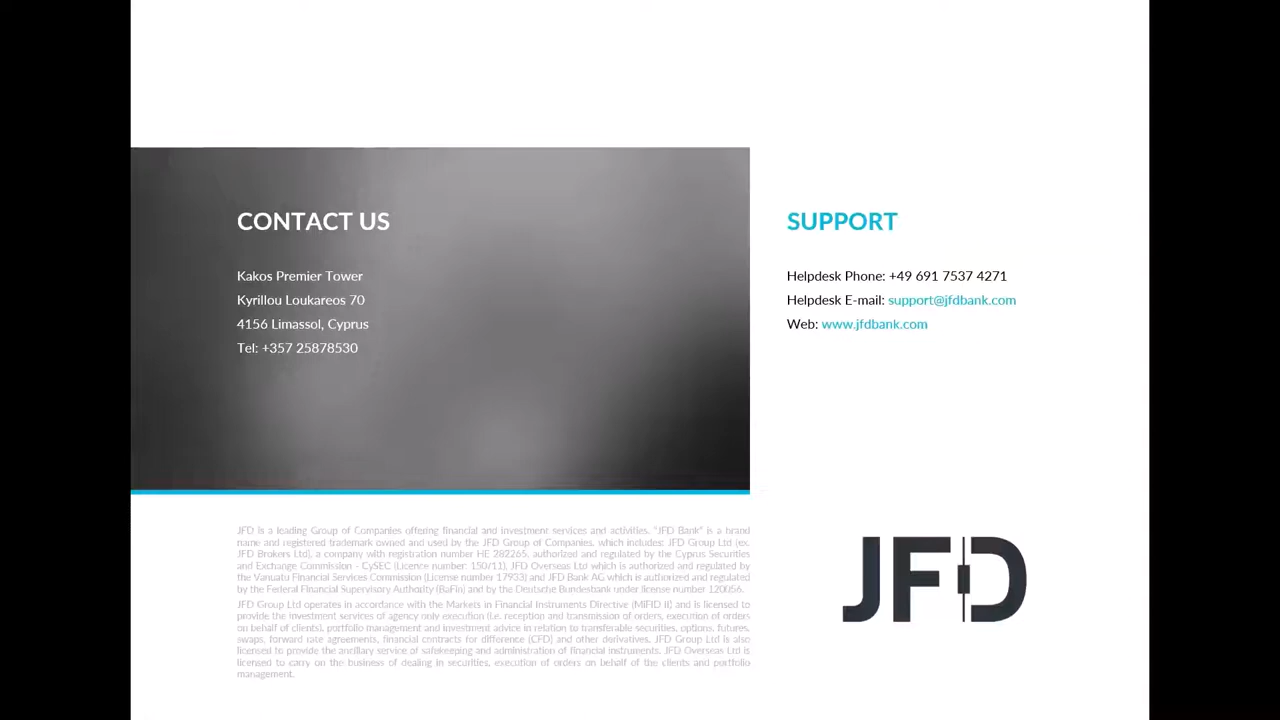 CONTACT US
Kakos Premier Tower
Kyrillou Loukareos 70
4156 Limassol, Cyprus
Tel: +357 25878530
SUPPORT
Helpdesk Phone: +49 691 7537 4271
Helpdesk E-mail: support@jfdbank.com
Web: www.jfdbank.com
JFD is a leading Group of Companies offering financial and investment services and activities. "JFD Bank" is a brand
name and registered trademark owned and used by the JFD Group of Companies, which includes: JFD Group Ltd (ex.
JFD Brokers Ltd), a company with registration number HE 282265, authorized and regulated by the Cyprus Securities
and Exchange Commission - CySEC (Licence number: 150/11), JFD Overseas Ltd which is authorized and regulated by
the Vanuatu Financial Services Commission (License number 17933) and JFD Bank AG which is authorized and regulated
by the Federal Financial Supervisory Authority (BaFin) and by the Deutsche Bundesbank under license number 120056.
JFD Group Ltd operates in accordance with the Markets in Financial Instruments Directive (MiFID II) and is licensed to
provide the investment services of agency only execution (i.e. reception and transmission of orders, execution of orders
on behalf of clients), portfolio management and investment advice in relation to transferable securities, options, futures,
swaps, forward rate agreements, financial contracts for difference (CFD) and other derivatives. JFD Group Ltd is also
licensed to provide the ancillary service of safekeeping and administration of financial instruments. JFD Overseas Ltd is
licensed to carry on the business of dealing in securities, execution of orders on behalf of the clients and portfolio
management.
JFD